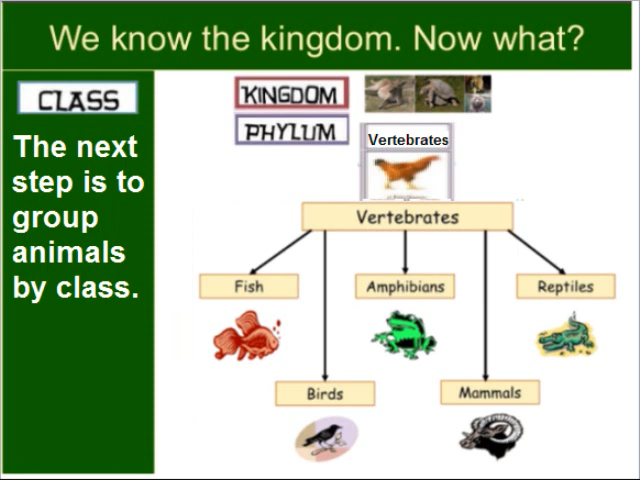 We know the kingdom. Now what?
CLASS
The next
step is to
group
animals
by class.
KINGDOM
PHYLUM
Vertebrates
Vertebrates
Fish
Amphibians
Reptiles
Birds
Mammals